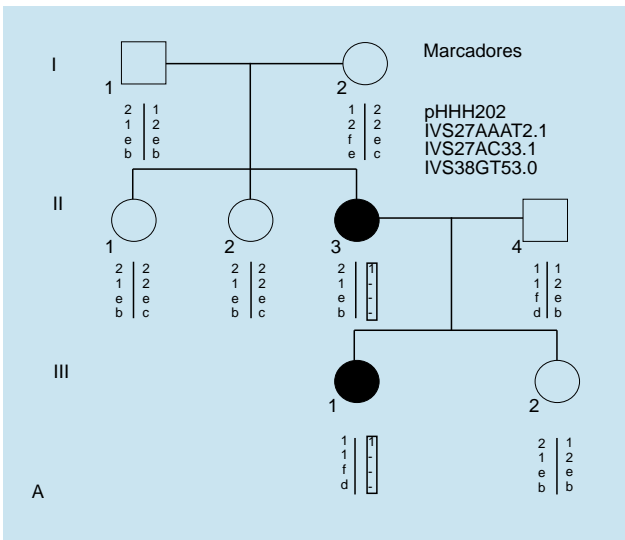 I
Marcadores
1
2
2 1
1 2
e e
b b
1 2
2 2
f e
e c
pHHH202
IVS27AAAT2.1
IVS27AC33.1
IVS38GT53.0
II
1
2
3
4
2 2
1 2
e e
b c
2 2
1 2
e e
b c
2 1
1 -
e -
b -
1 1
1 2
f e
d b
III
1
2
1 1
1 -
f -
d -
2 1
1 2
e e
b b
A